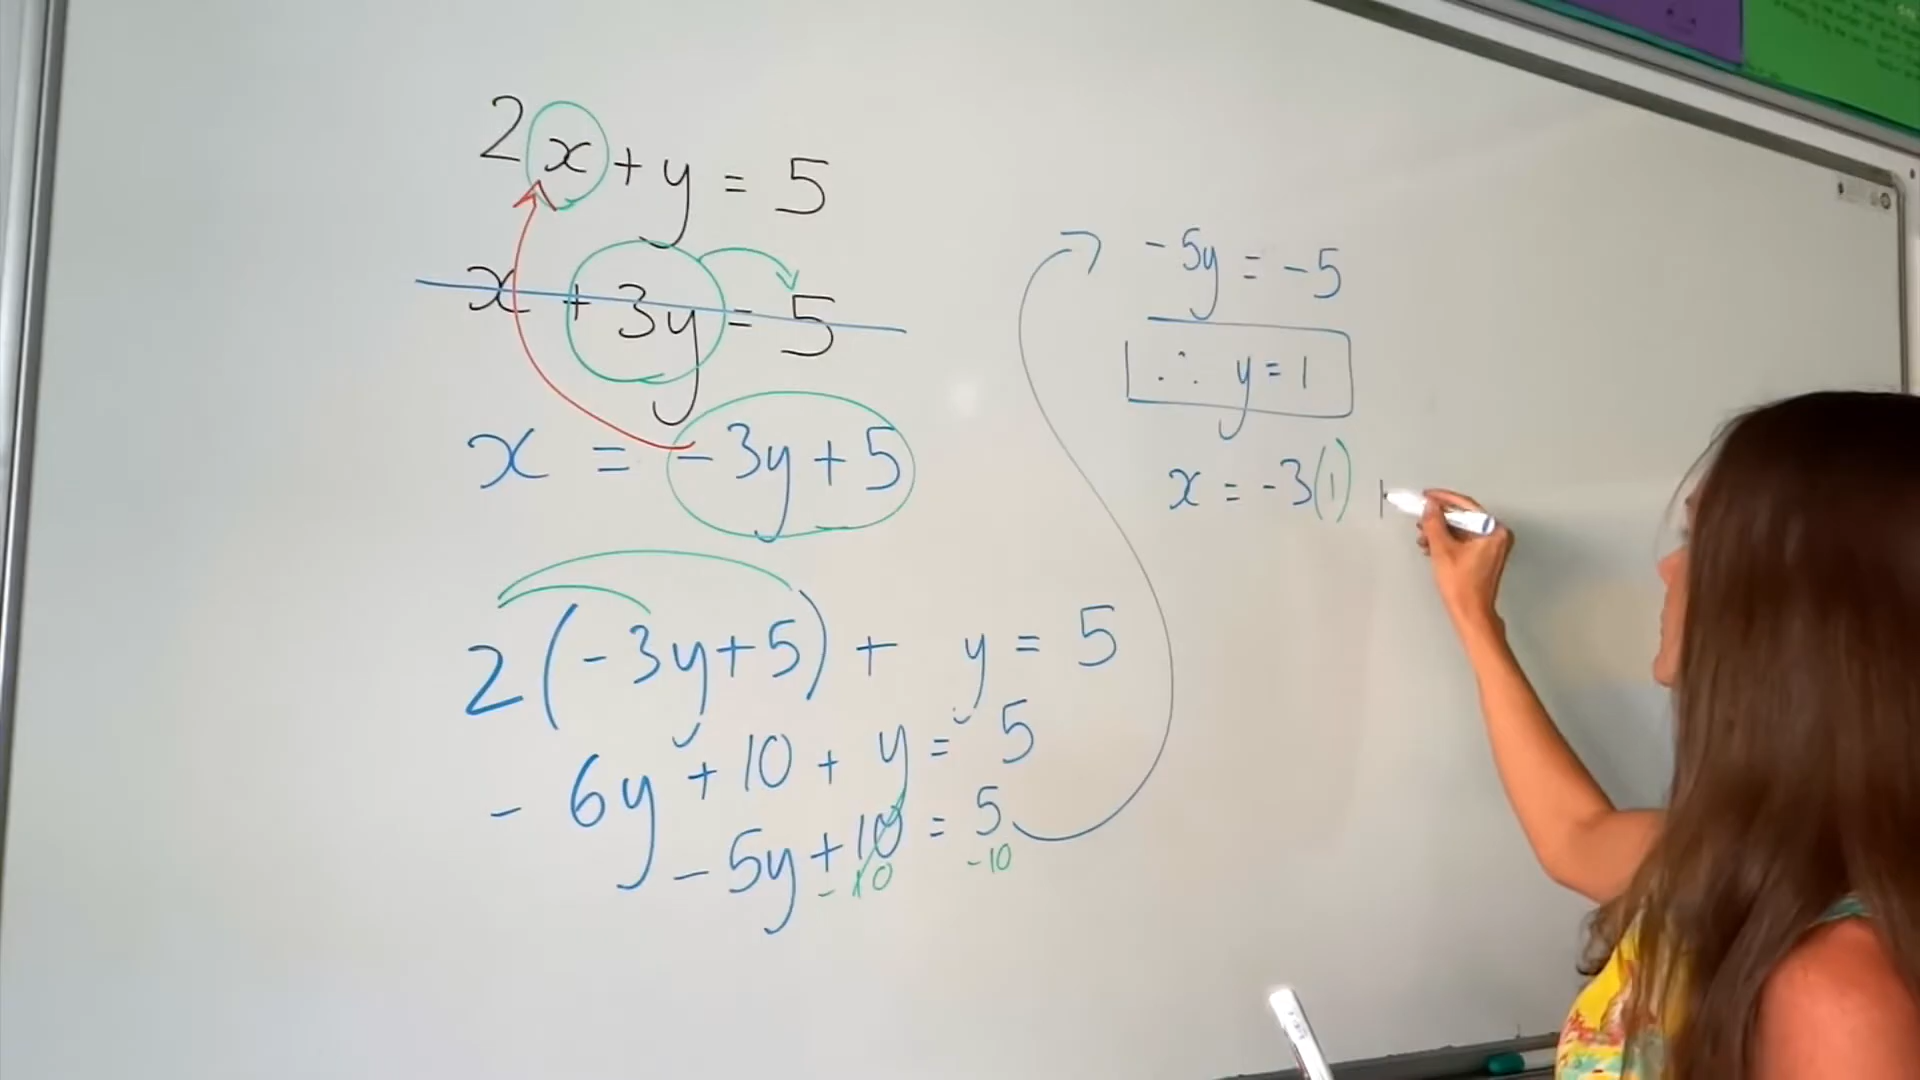 2x + y = 5
x + 3y = 5
x = -3y + 5
2(-3y+5) + y = 5
- 6y + 10 + y = 5
- 5y + 10 = 5
-10 -10
-5y = -5
∴ y = 1
x = -3(1)